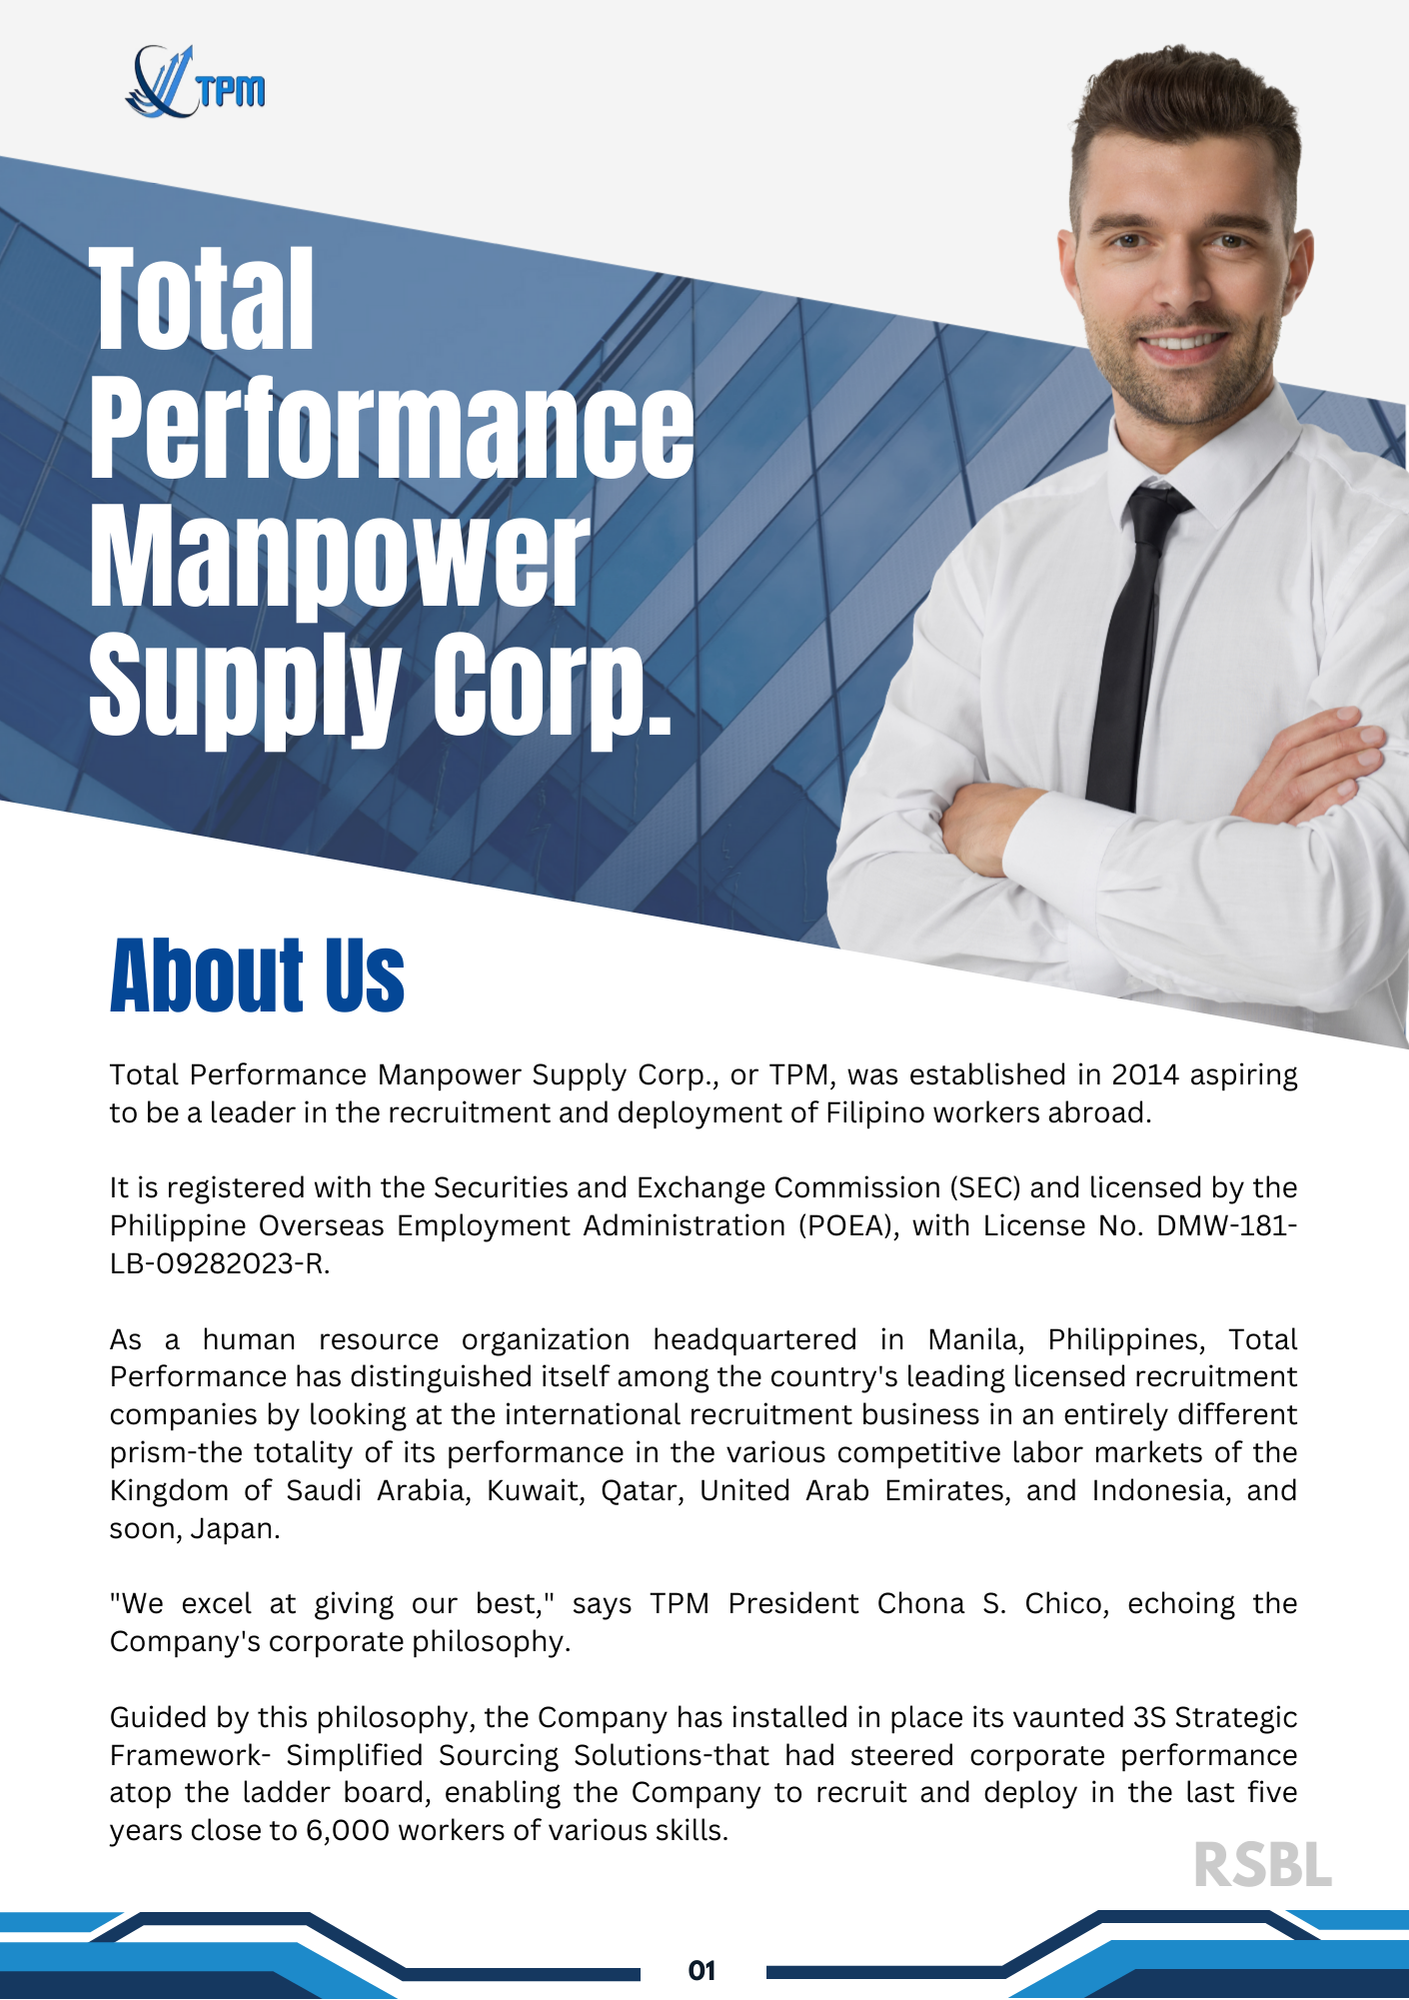 TPM
Total
Performance
Manpower
Supply Corp.
About Us
Total Performance Manpower Supply Corp., or TPM, was established in 2014 aspiring
to be a leader in the recruitment and deployment of Filipino workers abroad.
It is registered with the Securities and Exchange Commission (SEC) and licensed by the
Philippine Overseas Employment Administration (POEA), with License No. DMW-181-
LB-09282023-R.
As a human resource organization headquartered in Manila, Philippines, Total
Performance has distinguished itself among the country's leading licensed recruitment
companies by looking at the international recruitment business in an entirely different
prism-the totality of its performance in the various competitive labor markets of the
Kingdom of Saudi Arabia, Kuwait, Qatar, United Arab Emirates, and Indonesia, and
soon, Japan.
"We excel at giving our best," says TPM President Chona S. Chico, echoing the
Company's corporate philosophy.
Guided by this philosophy, the Company has installed in place its vaunted 3S Strategic
Framework- Simplified Sourcing Solutions-that had steered corporate performance
atop the ladder board, enabling the Company to recruit and deploy in the last five
years close to 6,000 workers of various skills.
RSBL
01